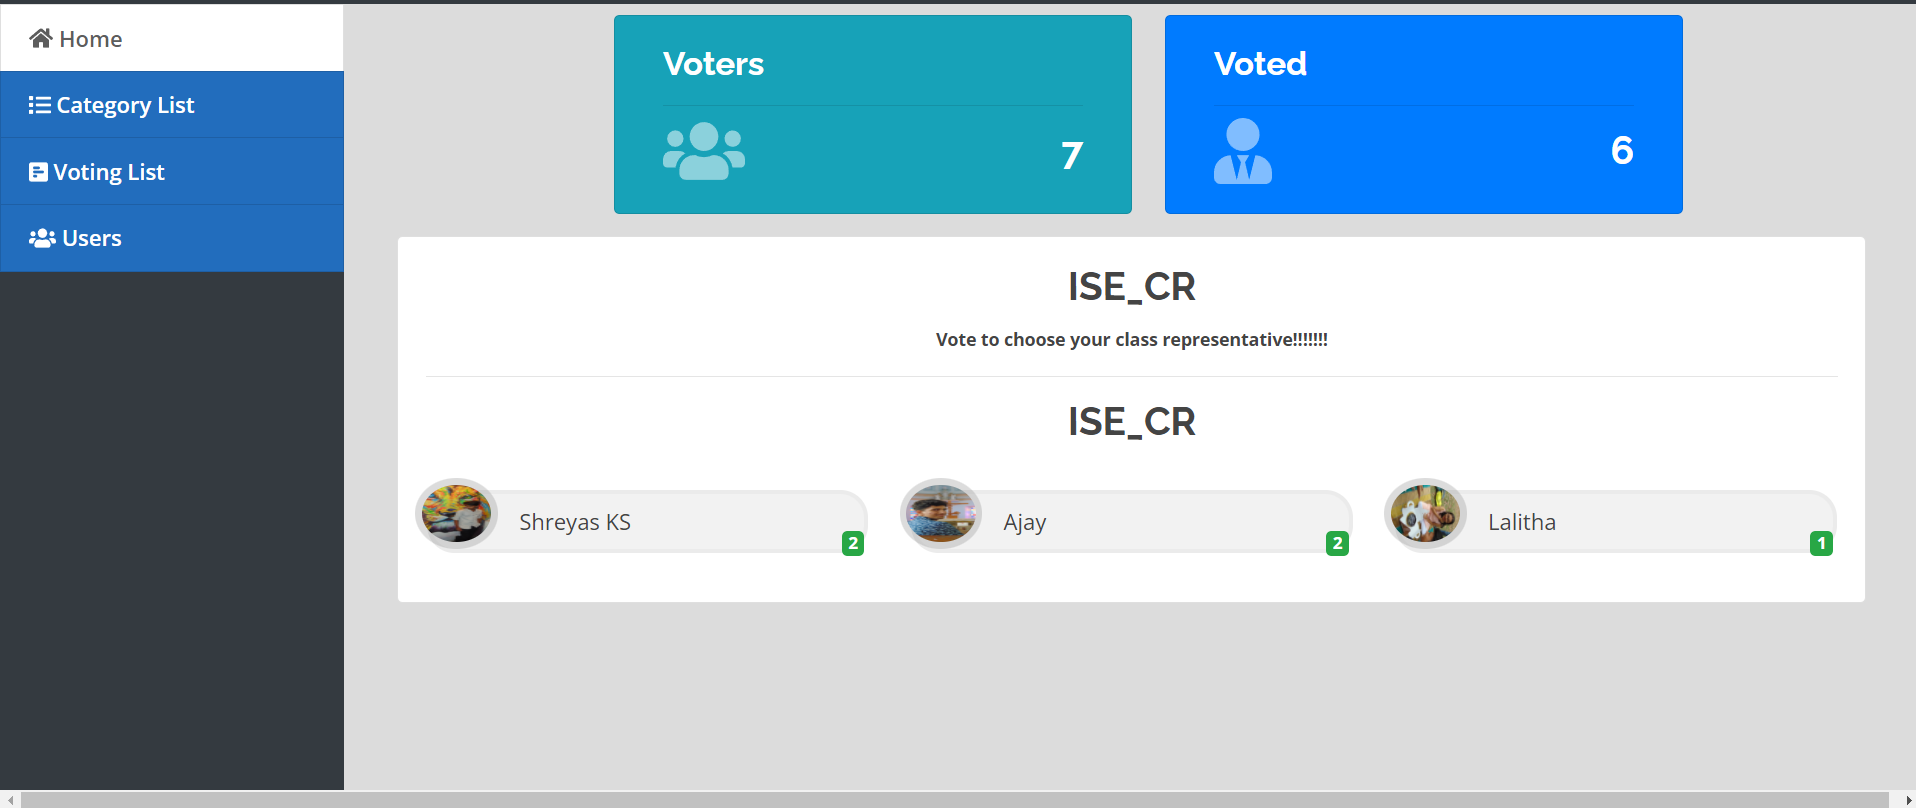 Home
Category List
Voting List
Users
Voters
7
Voted
6
ISE_CR
Vote to choose your class representative!!!!!!!
ISE_CR
Shreyas KS
2
Ajay
2
Lalitha
1